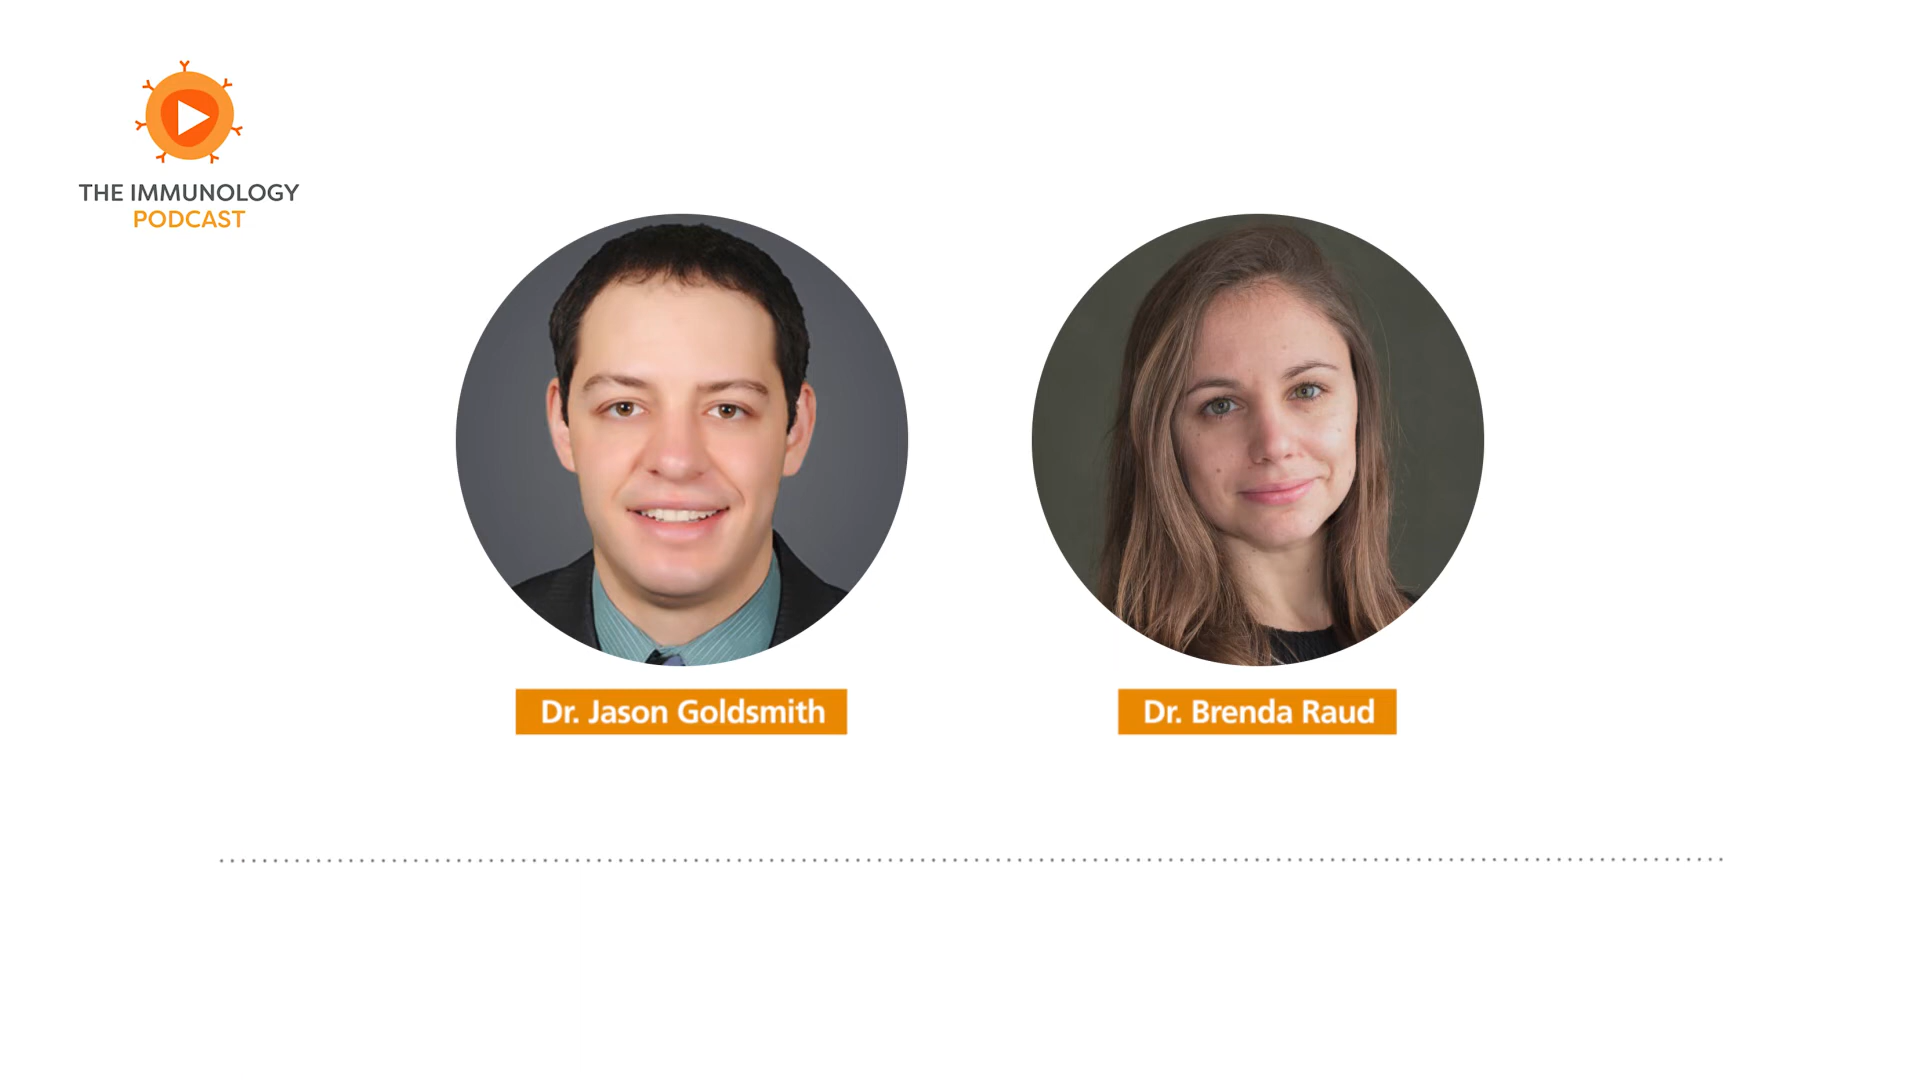 THE IMMUNOLOGY
PODCAST
Dr. Jason Goldsmith
Dr. Brenda Raud